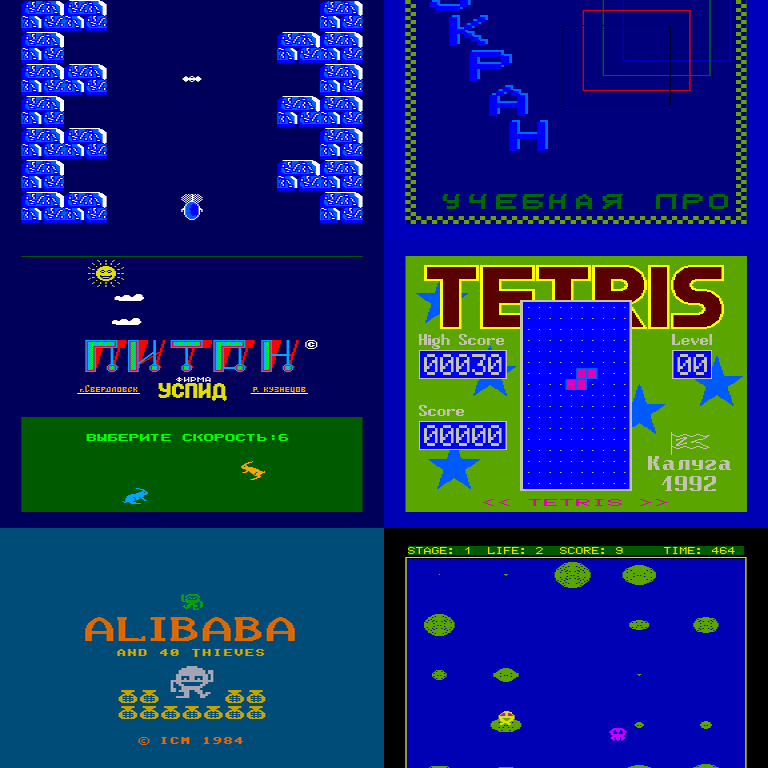 КРАН
УЧЕБНАЯ ПРО
ПИТОН ©
ФИРМА
г.СВЕРДЛОВСК УСПИД Р. КУЗНЕЦОВ
ВЫБЕРИТЕ СКОРОСТЬ:6
TETRIS
High Score
Level
00030
00
Score
00000
Калуга
1992
<< TETRIS >>
ALIBABA
AND 40 THIEVES
© ICM 1984
STAGE: 1 LIFE: 2 SCORE: 9 TIME: 464